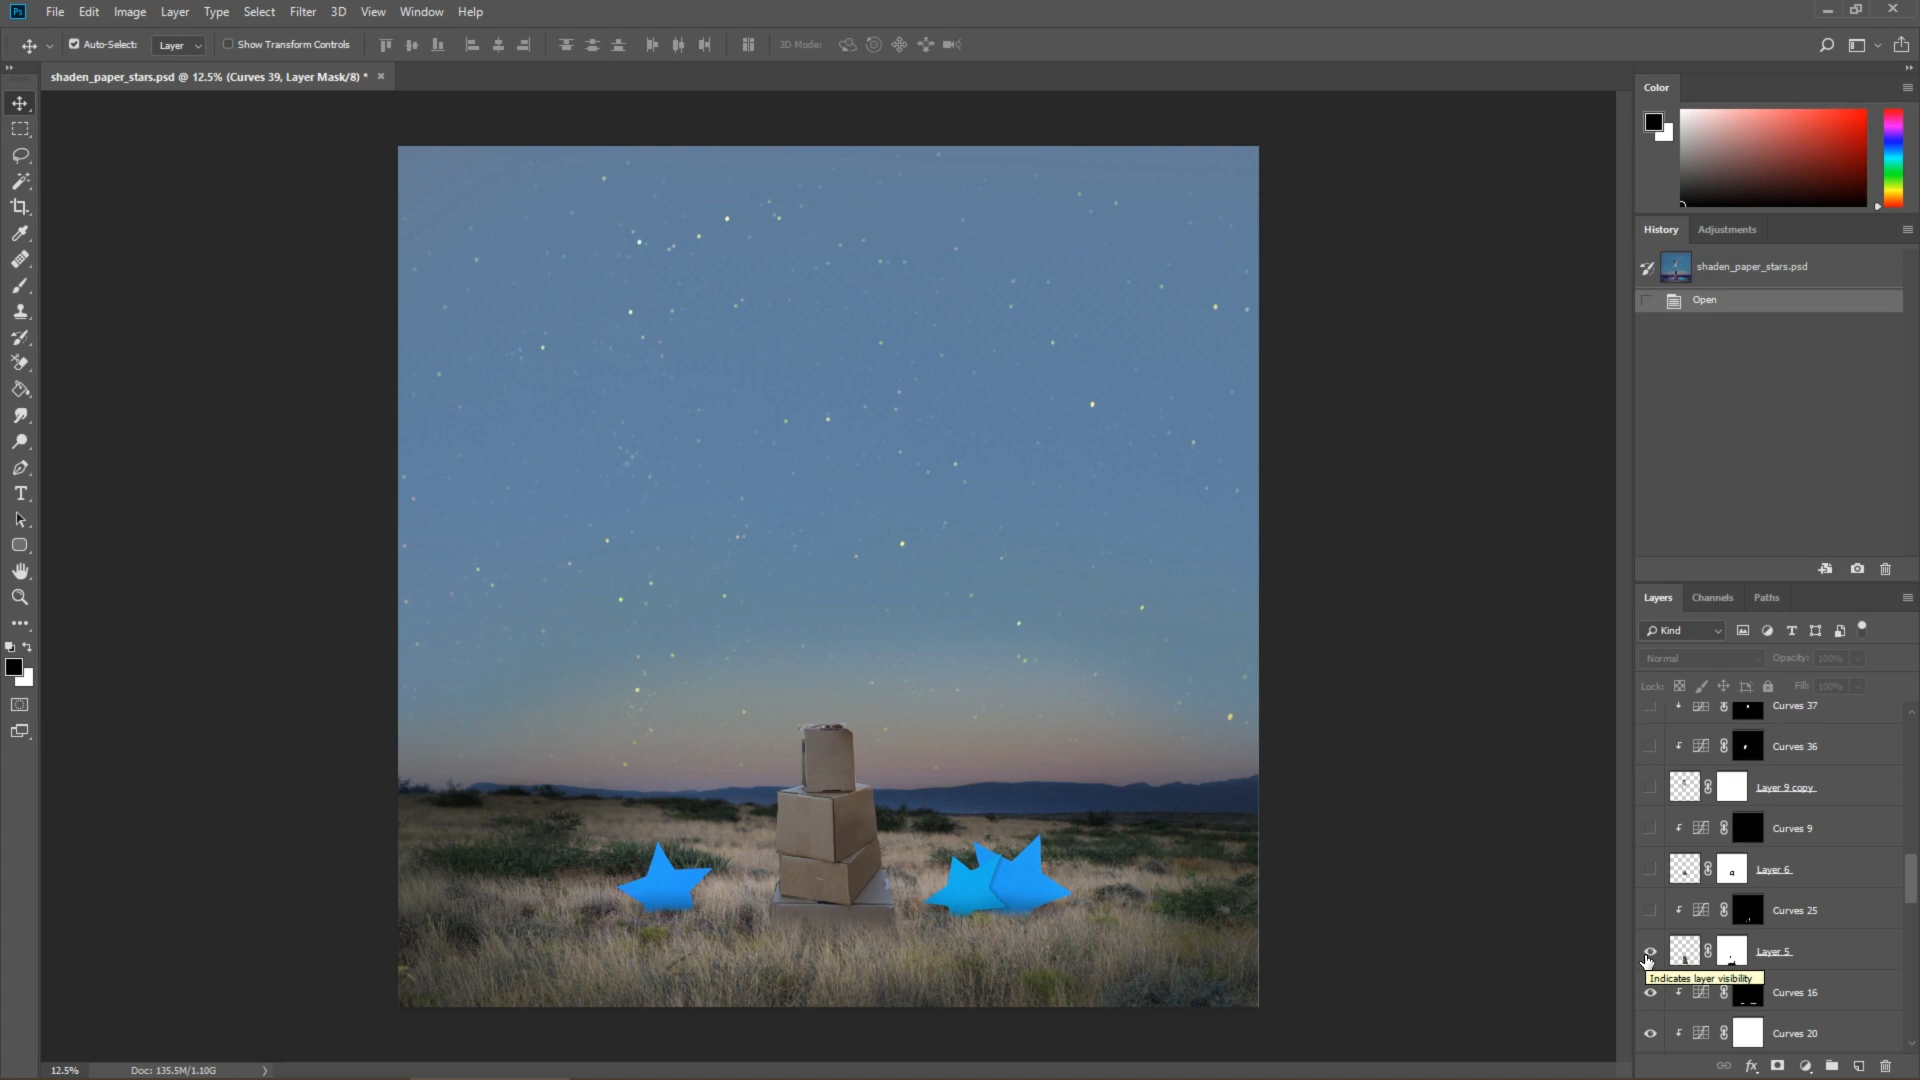 Ps File Edit Image Layer Type Select Filter 3D View Window Help
Auto-Select: Layer Show Transform Controls 3D Mode:
shaden_paper_stars.psd @ 12.5% (Curves 39, Layer Mask/8) *
Color
History Adjustments
shaden_paper_stars.psd
Open
Layers Channels Paths
Kind
Normal Opacity: 100%
Lock: Fill: 100%
Curves 37
Curves 36
Layer 9 copy
Curves 9
Layer 6
Curves 25
Layer 5
Indicates layer visibility
Curves 16
Curves 20
12.5% Doc: 135.5M/1.10G